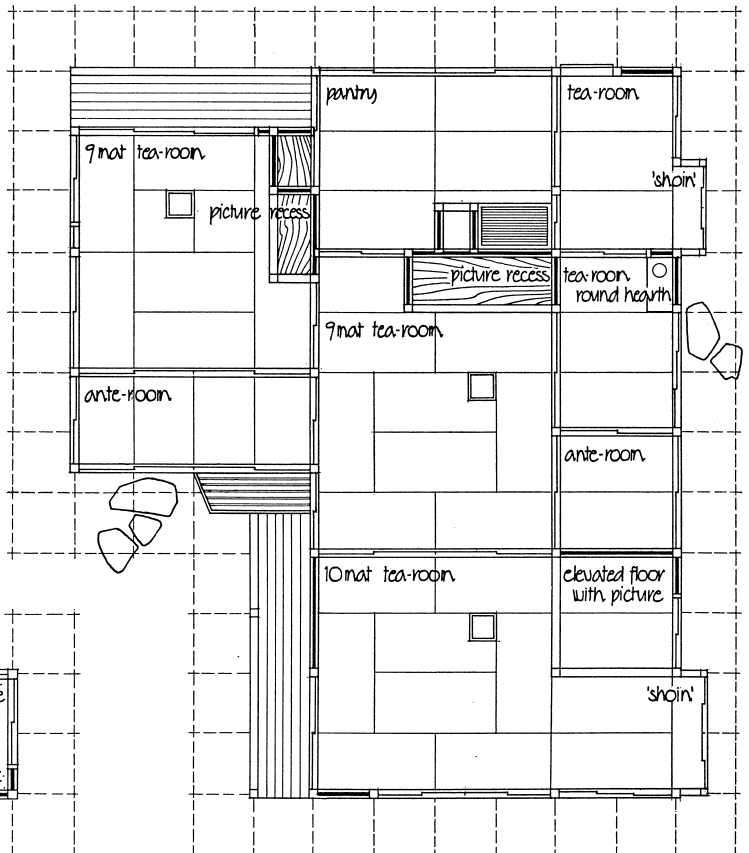 pantry
tea-room
9 mat tea-room
'shoin'
picture recess
picture recess
tea-room
round hearth
9 mat tea-room
ante-room
ante-room
10 mat tea-room
elevated floor
with picture
'shoin'